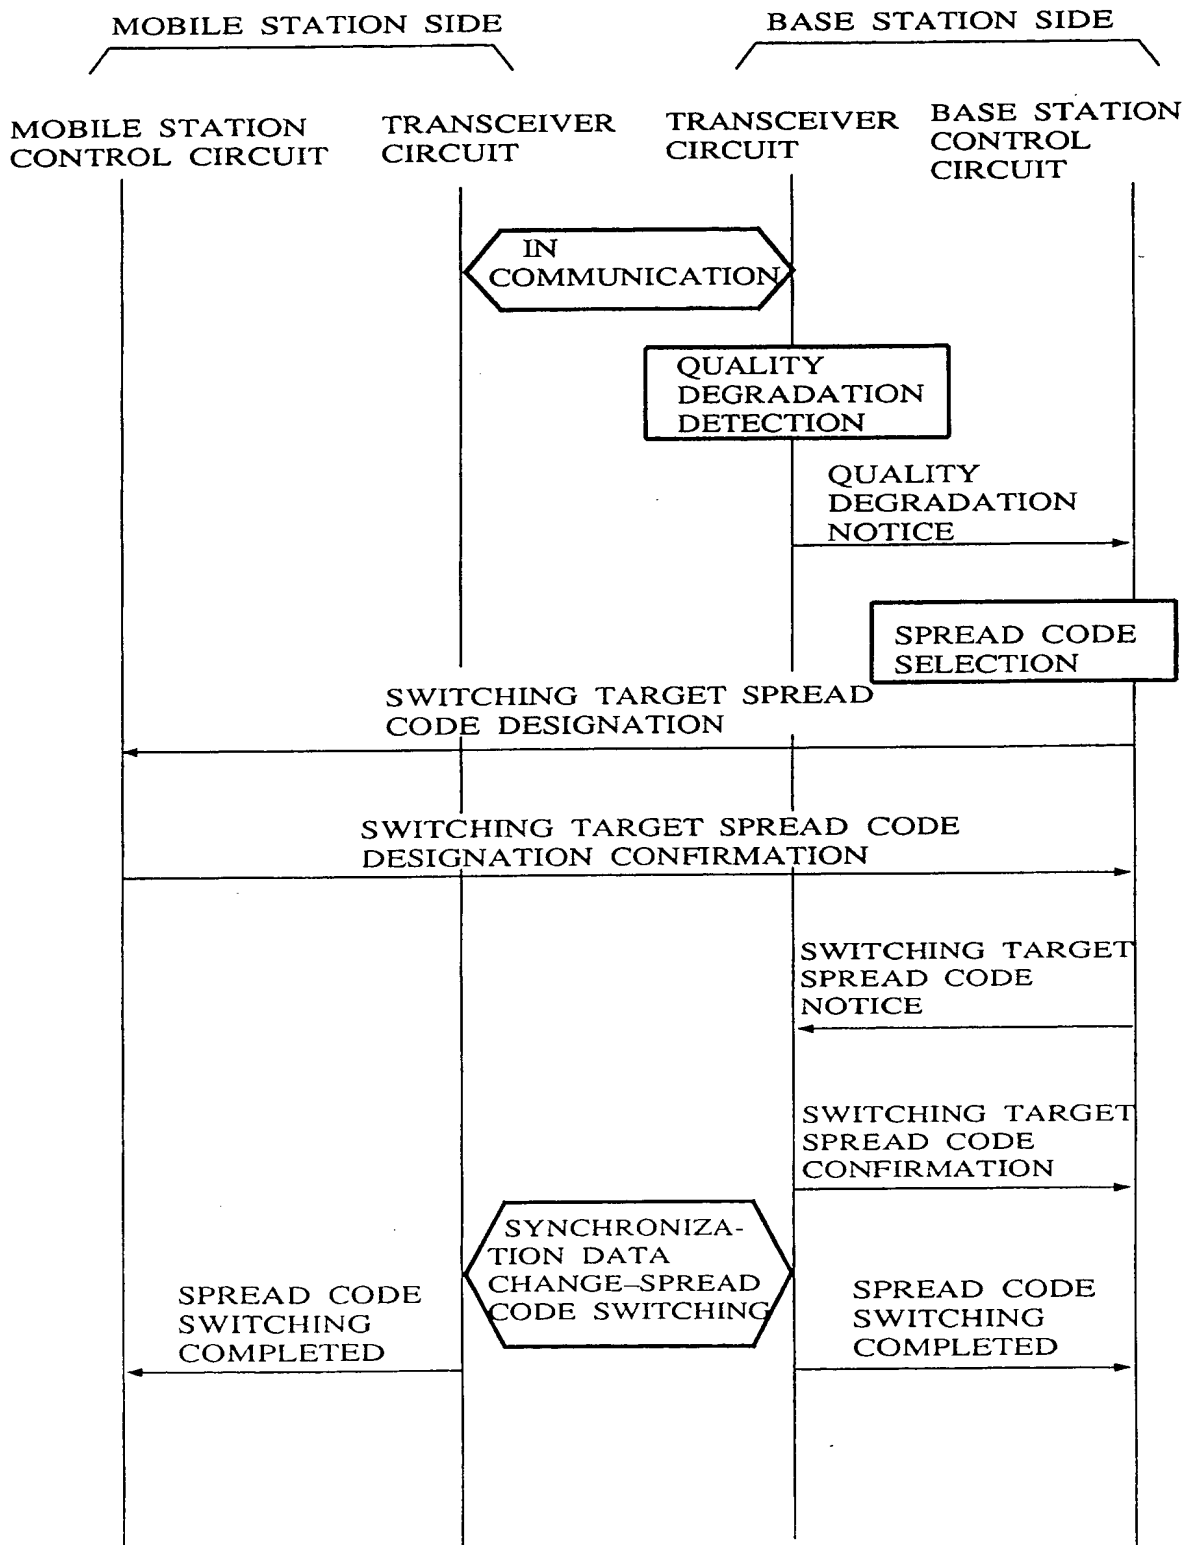 MOBILE STATION SIDE
BASE STATION SIDE
MOBILE STATION
CONTROL CIRCUIT
TRANSCEIVER
CIRCUIT
TRANSCEIVER
CIRCUIT
BASE STATION
CONTROL
CIRCUIT
IN
COMMUNICATION
QUALITY
DEGRADATION
DETECTION
QUALITY
DEGRADATION
NOTICE
SPREAD CODE
SELECTION
SWITCHING TARGET SPREAD
CODE DESIGNATION
SWITCHING TARGET SPREAD CODE
DESIGNATION CONFIRMATION
SWITCHING TARGET
SPREAD CODE
NOTICE
SWITCHING TARGET
SPREAD CODE
CONFIRMATION
SYNCHRONIZA-
TION DATA
CHANGE–SPREAD
CODE SWITCHING
SPREAD CODE
SWITCHING
COMPLETED
SPREAD CODE
SWITCHING
COMPLETED